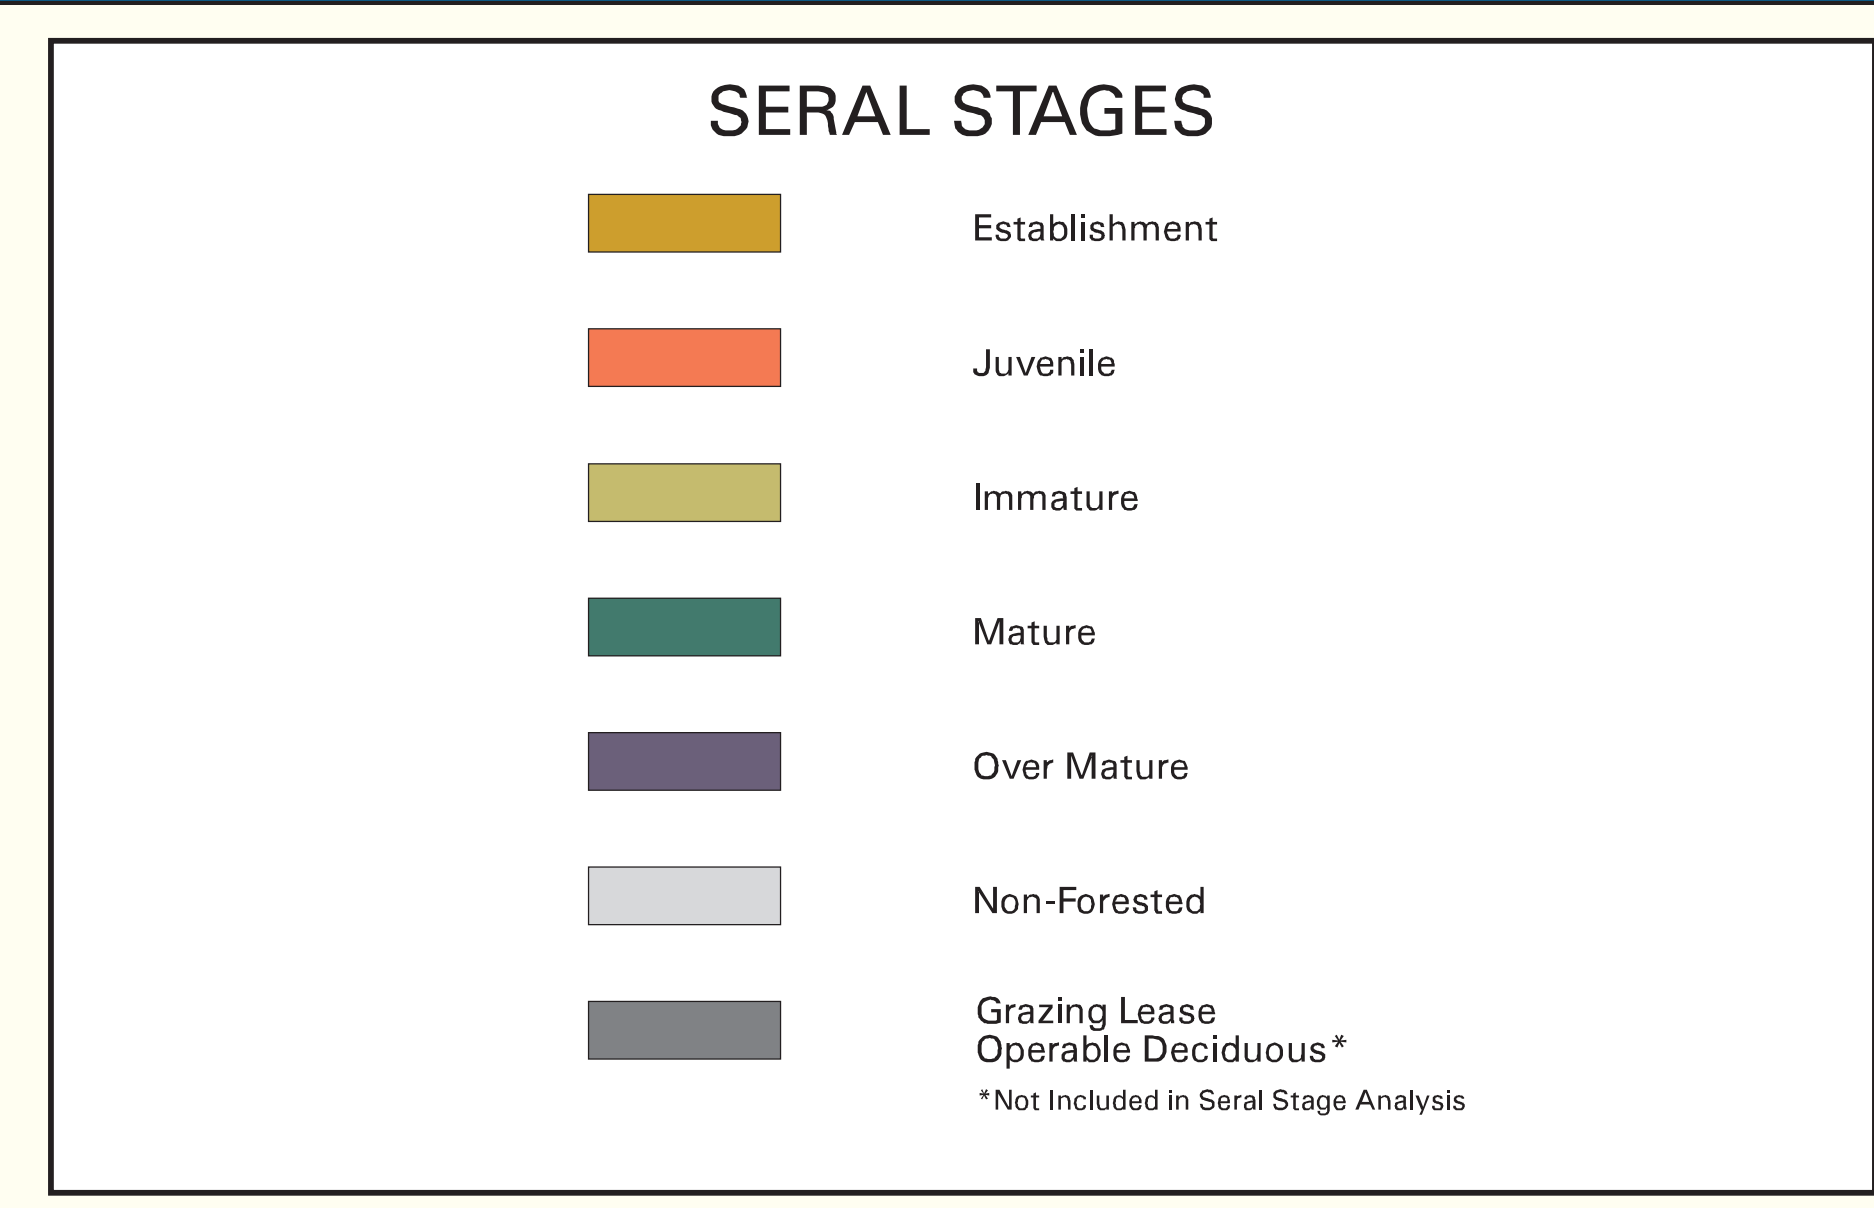 SERAL STAGES
Establishment
Juvenile
Immature
Mature
Over Mature
Non-Forested
Grazing Lease
Operable Deciduous*
*Not Included in Seral Stage Analysis